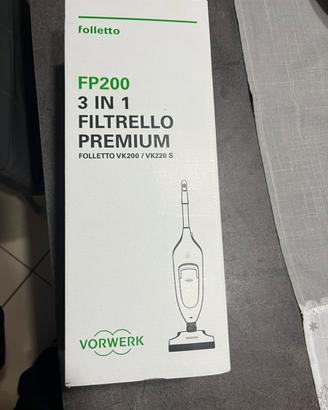 folletto
FP200
3 IN 1
FILTRELLO
PREMIUM
FOLLETTO VK200 / VK220 S
VORWERK